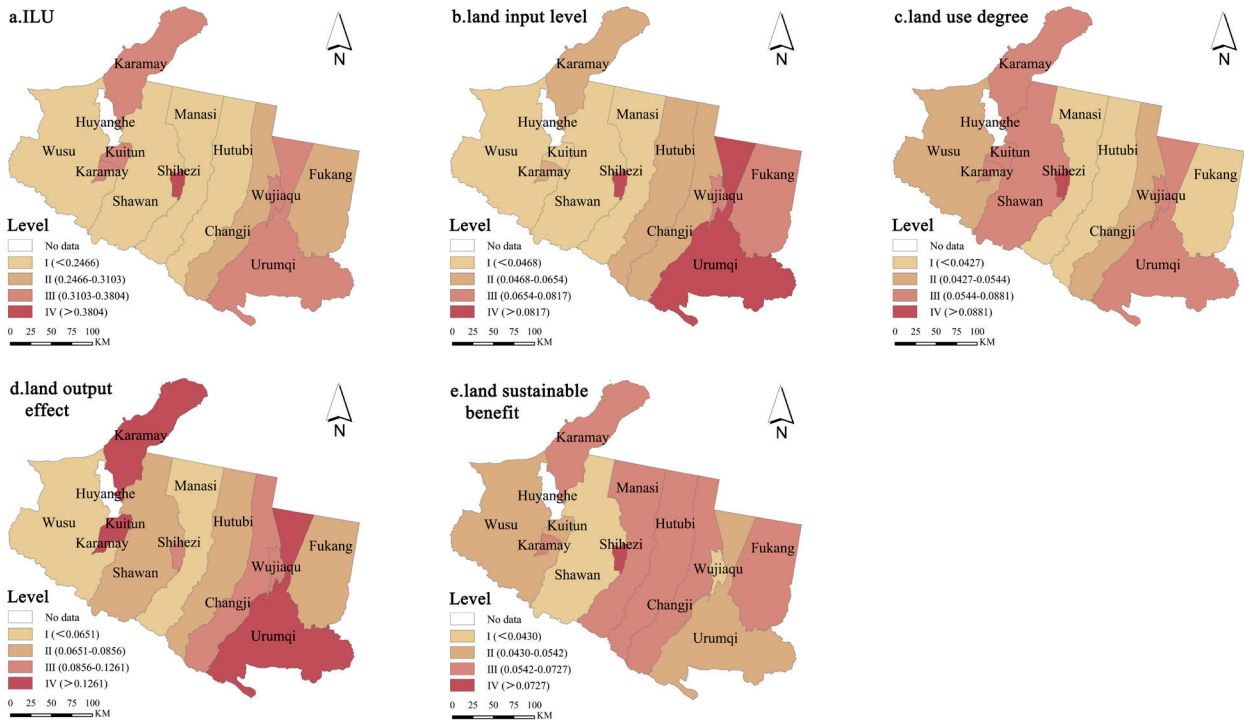 a.ILU
N
Karamay
Huyanghe
Manasi
Wusu
Kuitun
Hutubi
Karamay
Shihezi
Fukang
Wujiaqu
Shawan
Changji
Urumqi
Level
No data
I (<0.2466)
II (0.2466-0.3103)
III (0.3103-0.3804)
IV (>0.3804)
0 25 50 75 100
KM
b.land input level
N
Karamay
Huyanghe
Manasi
Wusu
Kuitun
Hutubi
Karamay
Shihezi
Fukang
Wujiaqu
Shawan
Changji
Urumqi
Level
No data
I (<0.0468)
II (0.0468-0.0654)
III (0.0654-0.0817)
IV (>0.0817)
0 25 50 75 100
KM
c.land use degree
N
Karamay
Huyanghe
Manasi
Wusu
Kuitun
Hutubi
Karamay
Shihezi
Fukang
Wujiaqu
Shawan
Changji
Urumqi
Level
No data
I (<0.0427)
II (0.0427-0.0544)
III (0.0544-0.0881)
IV (>0.0881)
0 25 50 75 100
KM
d.land output
effect
N
Karamay
Huyanghe
Manasi
Wusu
Kuitun
Hutubi
Karamay
Shihezi
Fukang
Wujiaqu
Shawan
Changji
Urumqi
Level
No data
I (<0.0651)
II (0.0651-0.0856)
III (0.0856-0.1261)
IV (>0.1261)
0 25 50 75 100
KM
e.land sustainable
benefit
N
Karamay
Huyanghe
Manasi
Wusu
Kuitun
Hutubi
Karamay
Shihezi
Fukang
Wujiaqu
Shawan
Changji
Urumqi
Level
No data
I (<0.0430)
II (0.0430-0.0542)
III (0.0542-0.0727)
IV (>0.0727)
0 25 50 75 100
KM